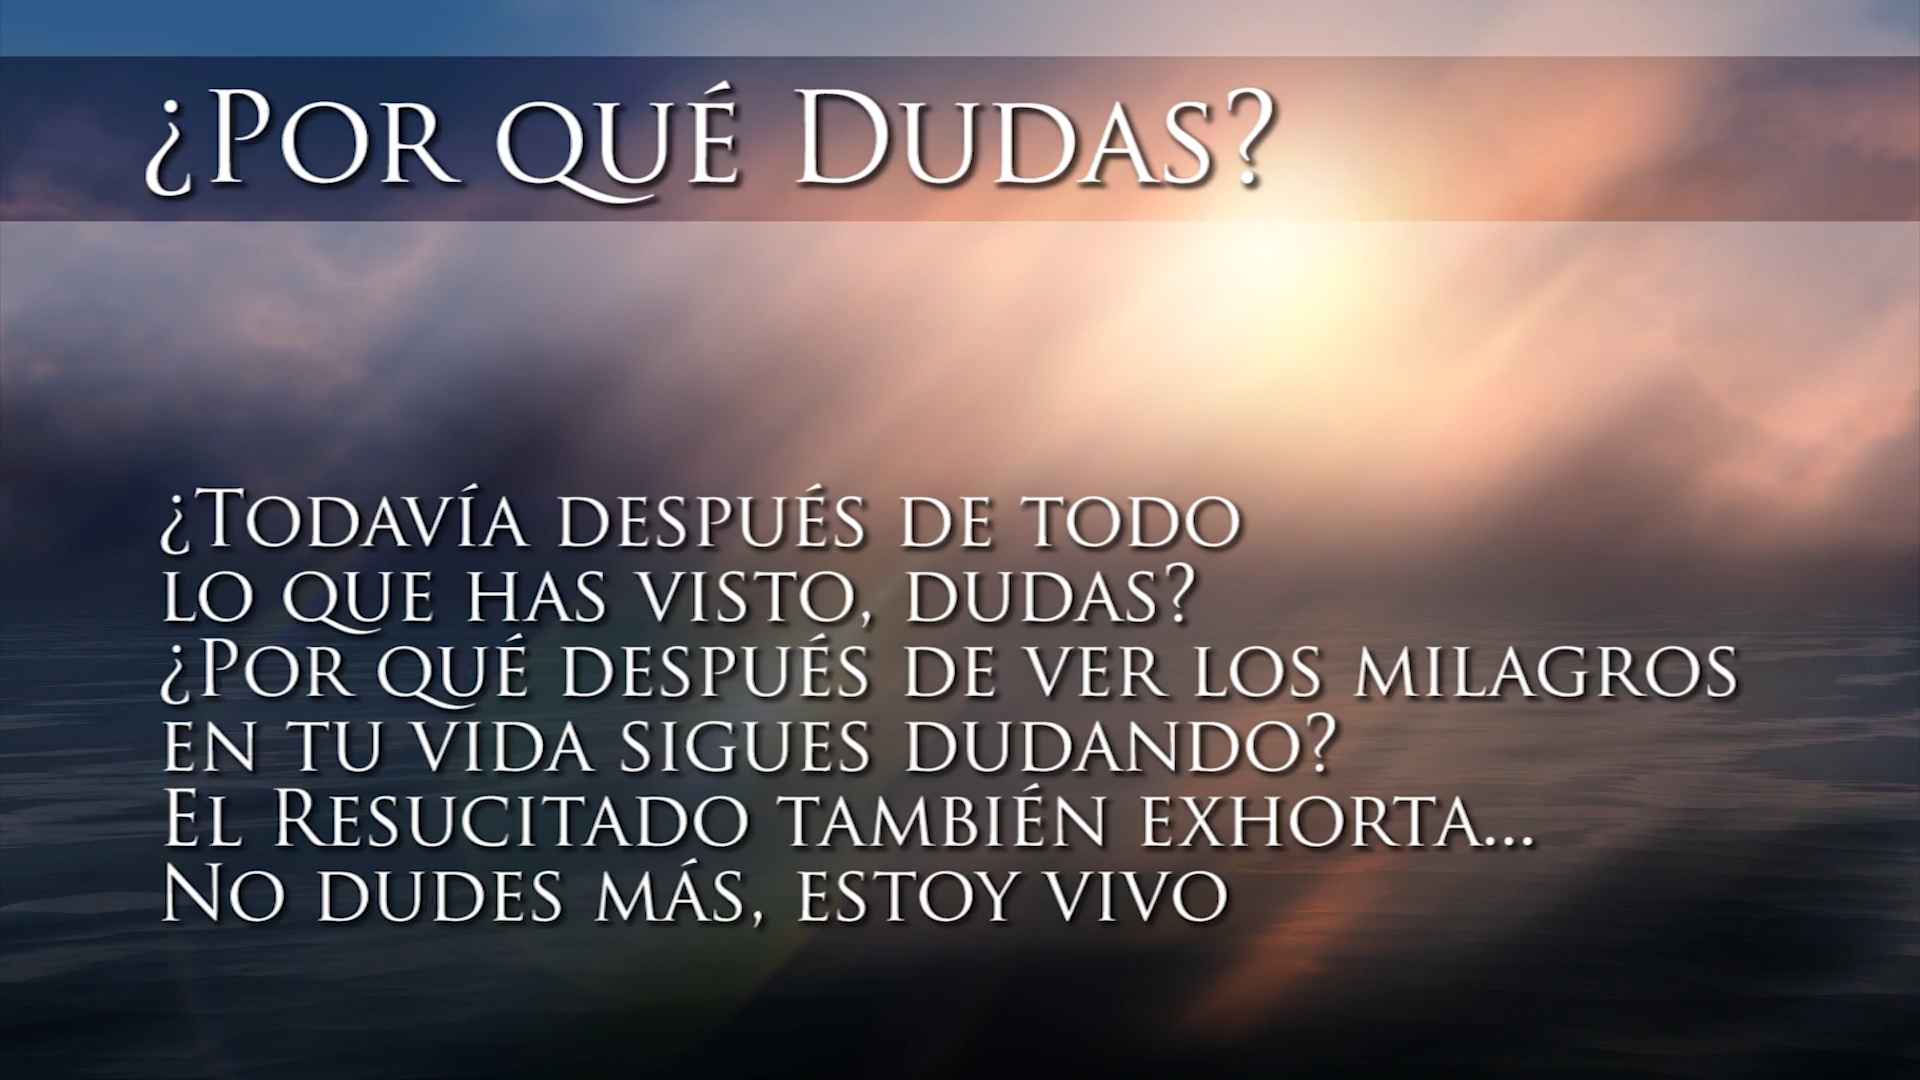 ¿Por qué Dudas?
¿Todavía después de todo
lo que has visto, dudas?
¿Por qué después de ver los milagros
en tu vida sigues dudando?
El Resucitado también exhorta...
No dudes más, estoy vivo